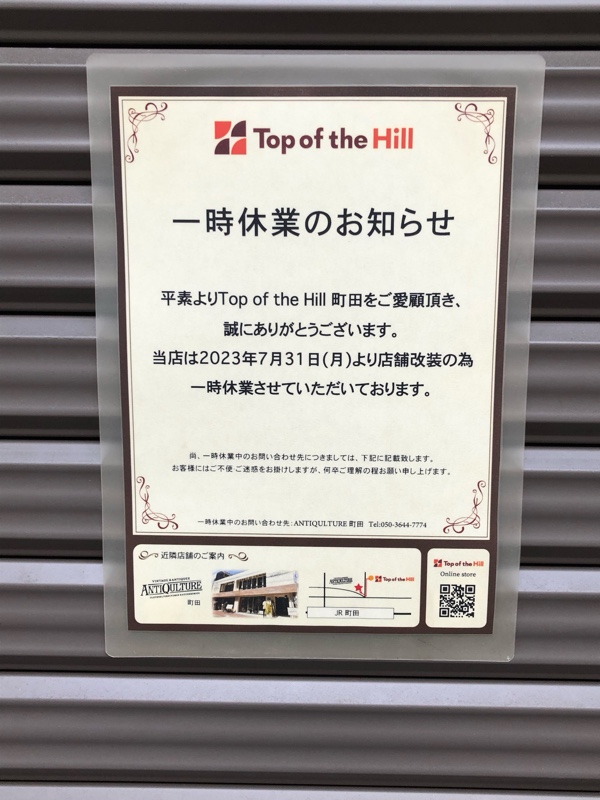 Top of the Hill
一時休業のお知らせ
平素よりTop of the Hill 町田をご愛顧頂き、
誠にありがとうございます。
当店は2023年7月31日(月)より店舗改装の為
一時休業させていただいております。
尚、一時休業中のお問い合わせ先につきましては、下記に記載致します。
お客様にはご不便・ご迷惑をお掛けしますが、何卒ご理解の程お願い申し上げます。
一時休業中のお問い合わせ先：ANTIQULTURE 町田 Tel:050-3644-7774
近隣店舗のご案内
ANTIQULTURE
町田
ANTIQULTURE
Top of the Hill
JR 町田
Top of the Hill
Online store